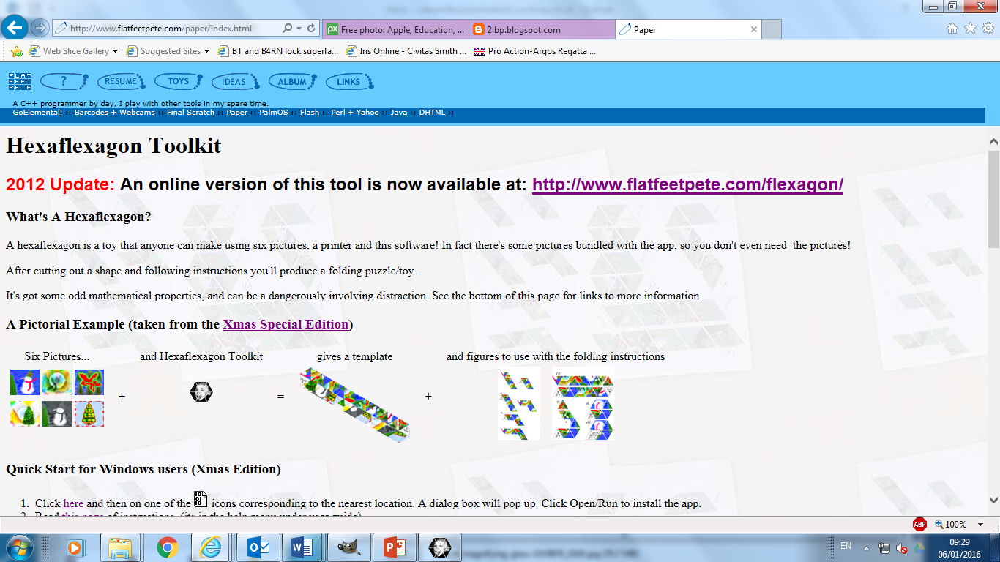 http://www.flatfeetpete.com/paper/index.html
Free photo: Apple, Education, ...
2.bp.blogspot.com
Paper
Web Slice Gallery
Suggested Sites
BT and B4RN lock superfa...
Iris Online - Civitas Smith ...
Pro Action-Argos Regatta ...
FLAT
FEET
PETE
?
RESUME
TOYS
IDEAS
ALBUM
LINKS
A C++ programmer by day, I play with other tools in my spare time.
GoElemental! :: Barcodes + Webcams :: Final Scratch :: Paper :: PalmOS :: Flash :: Perl + Yahoo :: Java :: DHTML ::
Hexaflexagon Toolkit
2012 Update: An online version of this tool is now available at: http://www.flatfeetpete.com/flexagon/
What's A Hexaflexagon?
A hexaflexagon is a toy that anyone can make using six pictures, a printer and this software! In fact there's some pictures bundled with the app, so you don't even need the pictures!
After cutting out a shape and following instructions you'll produce a folding puzzle/toy.
It's got some odd mathematical properties, and can be a dangerously involving distraction. See the bottom of this page for links to more information.
A Pictorial Example (taken from the Xmas Special Edition)
Six Pictures... and Hexaflexagon Toolkit gives a template and figures to use with the folding instructions
+ = +
Quick Start for Windows users (Xmas Edition)
1. Click here and then on one of the icons corresponding to the nearest location. A dialog box will pop up. Click Open/Run to install the app.
2. Read this page of instructions. (its in the help menu under user guide)
ABP
100%
EN
09:29
06/01/2016